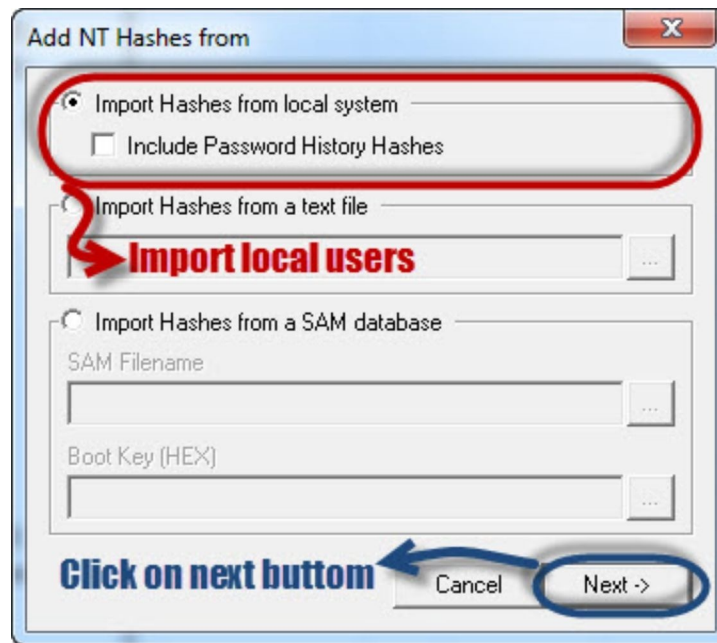 Add NT Hashes from
Import Hashes from local system
Include Password History Hashes
Import Hashes from a text file
Import local users
...
Import Hashes from a SAM database
SAM Filename
...
Boot Key (HEX)
...
Click on next buttom
Cancel
Next ->